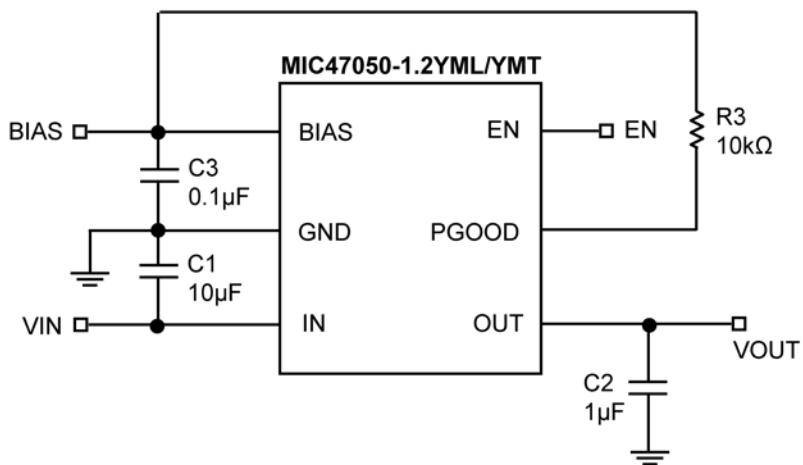 MIC47050-1.2YML/YMT
BIAS
BIAS
EN
EN
R3
10kΩ
C3
0.1µF
GND
PGOOD
C1
10µF
VIN
IN
OUT
VOUT
C2
1µF